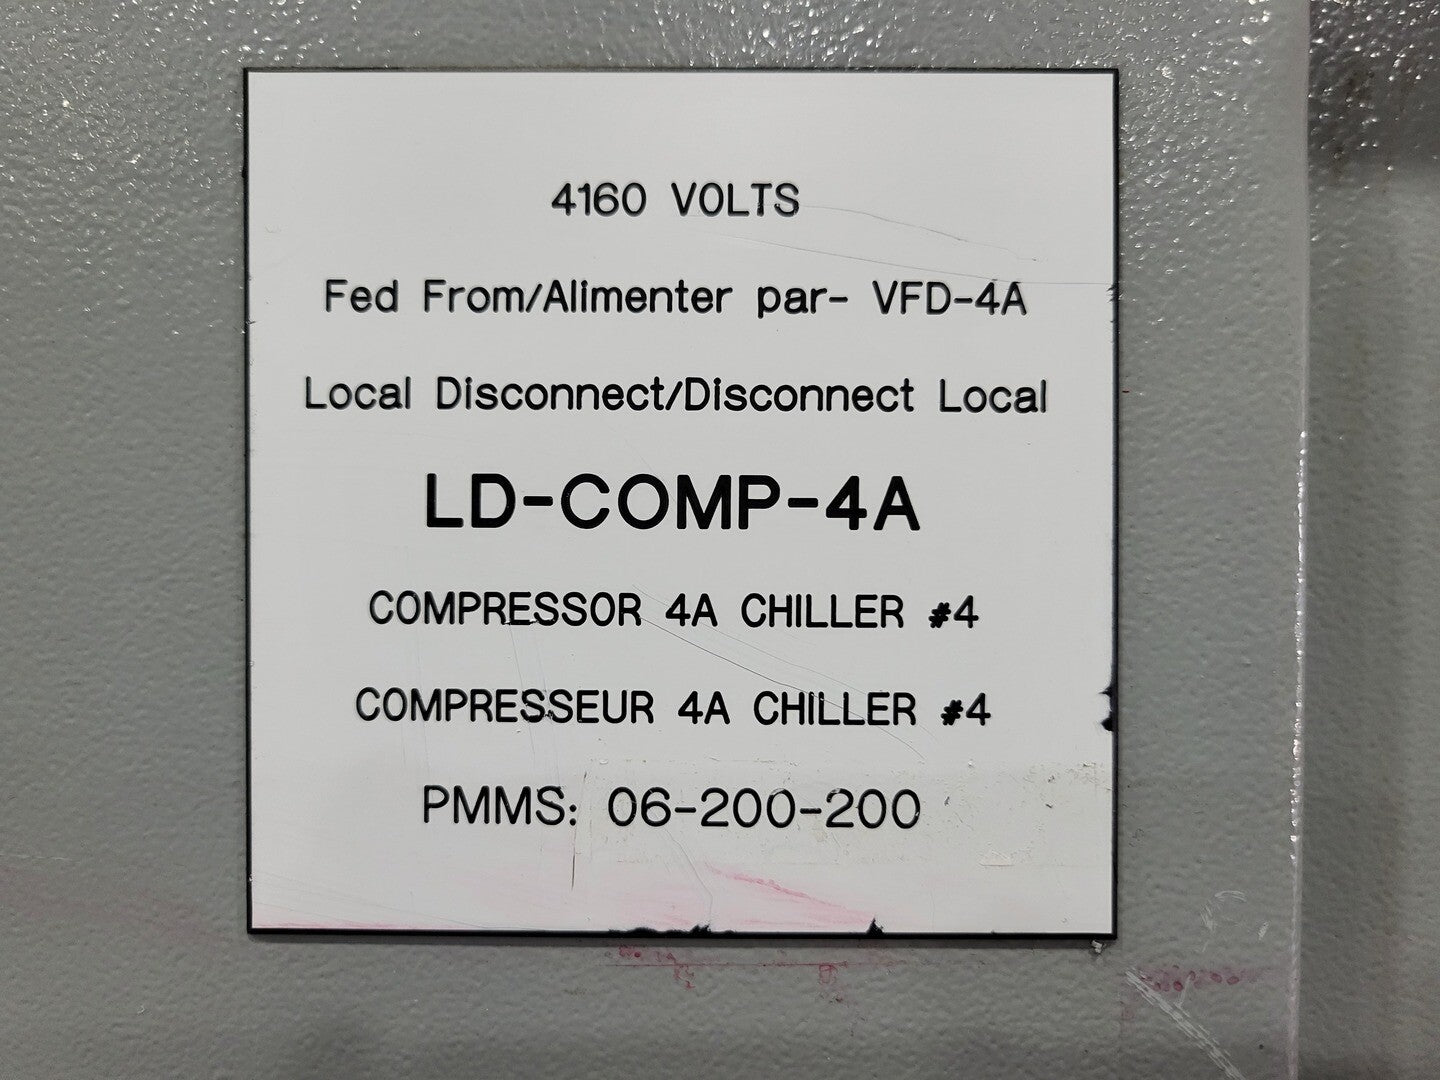 4160 VOLTS
Fed From/Alimenter par- VFD-4A
Local Disconnect/Disconnect Local
LD-COMP-4A
COMPRESSOR 4A CHILLER #4
COMPRESSEUR 4A CHILLER #4
PMMS: 06-200-200